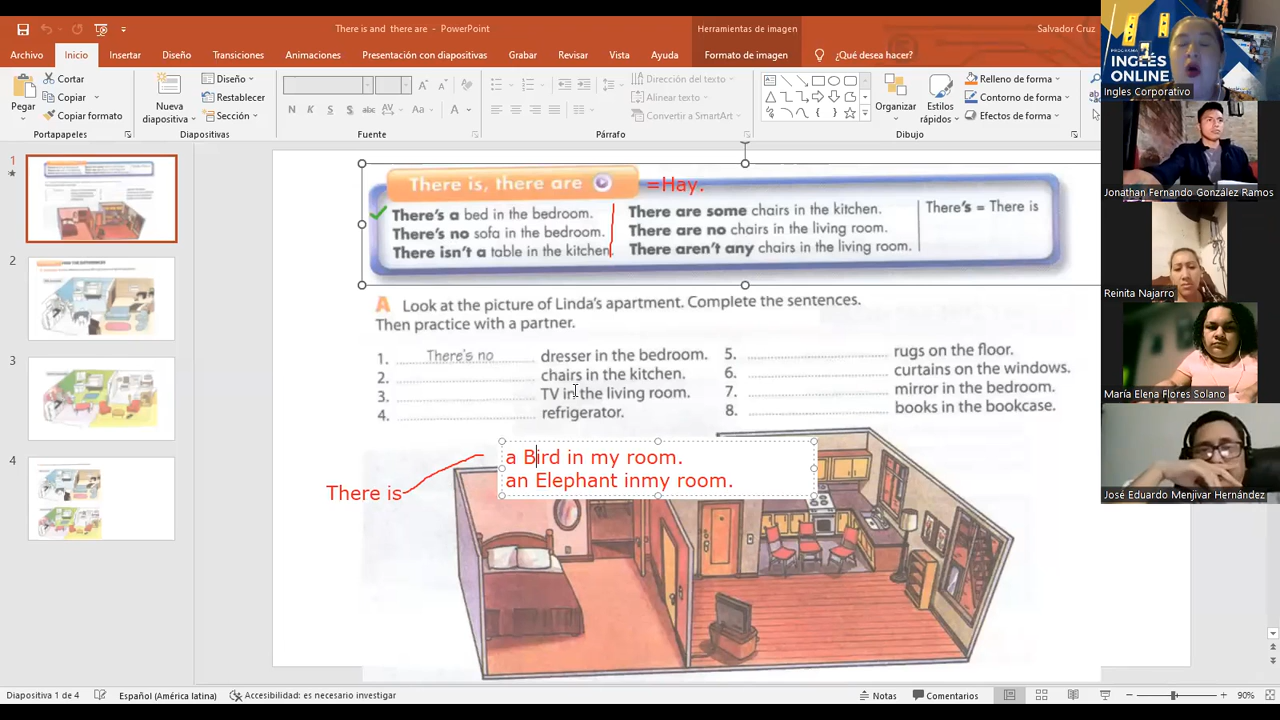 There is and there are - PowerPoint
Herramientas de imagen
Salvador Cruz
Archivo
Inicio
Insertar
Diseño
Transiciones
Animaciones
Presentación con diapositivas
Grabar
Revisar
Vista
Ayuda
Formato de imagen
¿Qué desea hacer?
Pegar
Cortar
Copiar
Copiar formato
Portapapeles
Nueva diapositiva
Diseño
Restablecer
Sección
Diapositivas
N K S abc AV Aa A
Fuente
Dirección del texto
Alinear texto
Convertir a SmartArt
Párrafo
Organizar
Estilos rápidos
Relleno de forma
Contorno de forma
Efectos de forma
Dibujo
1
2
3
4
There is, there are
=Hay.
There's a bed in the bedroom.
There's no sofa in the bedroom.
There isn't a table in the kitchen
There are some chairs in the kitchen.
There are no chairs in the living room.
There aren't any chairs in the living room.
There's = There is
A Look at the picture of Linda's apartment. Complete the sentences.
Then practice with a partner.
1. There's no dresser in the bedroom.
2. chairs in the kitchen.
3. TV in the living room.
4. refrigerator.
5. rugs on the floor.
6. curtains on the windows.
7. mirror in the bedroom.
8. books in the bookcase.
There is
a Bird in my room.
an Elephant inmy room.
PROGRAMA
INGLÉS
ONLINE
Ingles Corporativo
Jonathan Fernando González Ramos
Reinita Najarro
María Elena Flores Solano
José Eduardo Menjivar Hernández
Diapositiva 1 de 4
Español (América latina)
Accesibilidad: es necesario investigar
Notas
Comentarios
90%